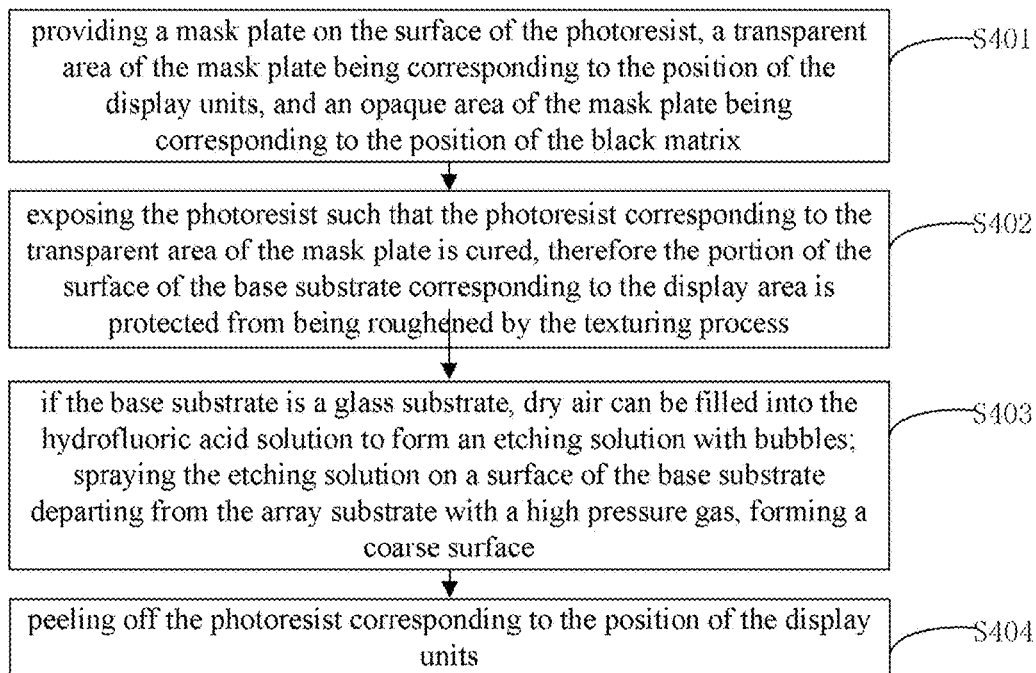 providing a mask plate on the surface of the photoresist, a transparent
area of the mask plate being corresponding to the position of the
display units, and an opaque area of the mask plate being
corresponding to the position of the black matrix
S401
exposing the photoresist such that the photoresist corresponding to the
transparent area of the mask plate is cured, therefore the portion of the
surface of the base substrate corresponding to the display area is
protected from being roughened by the texturing process
S402
if the base substrate is a glass substrate, dry air can be filled into the
hydrofluoric acid solution to form an etching solution with bubbles;
spraying the etching solution on a surface of the base substrate
departing from the array substrate with a high pressure gas, forming a
coarse surface
S403
peeling off the photoresist corresponding to the position of the display
units
S404